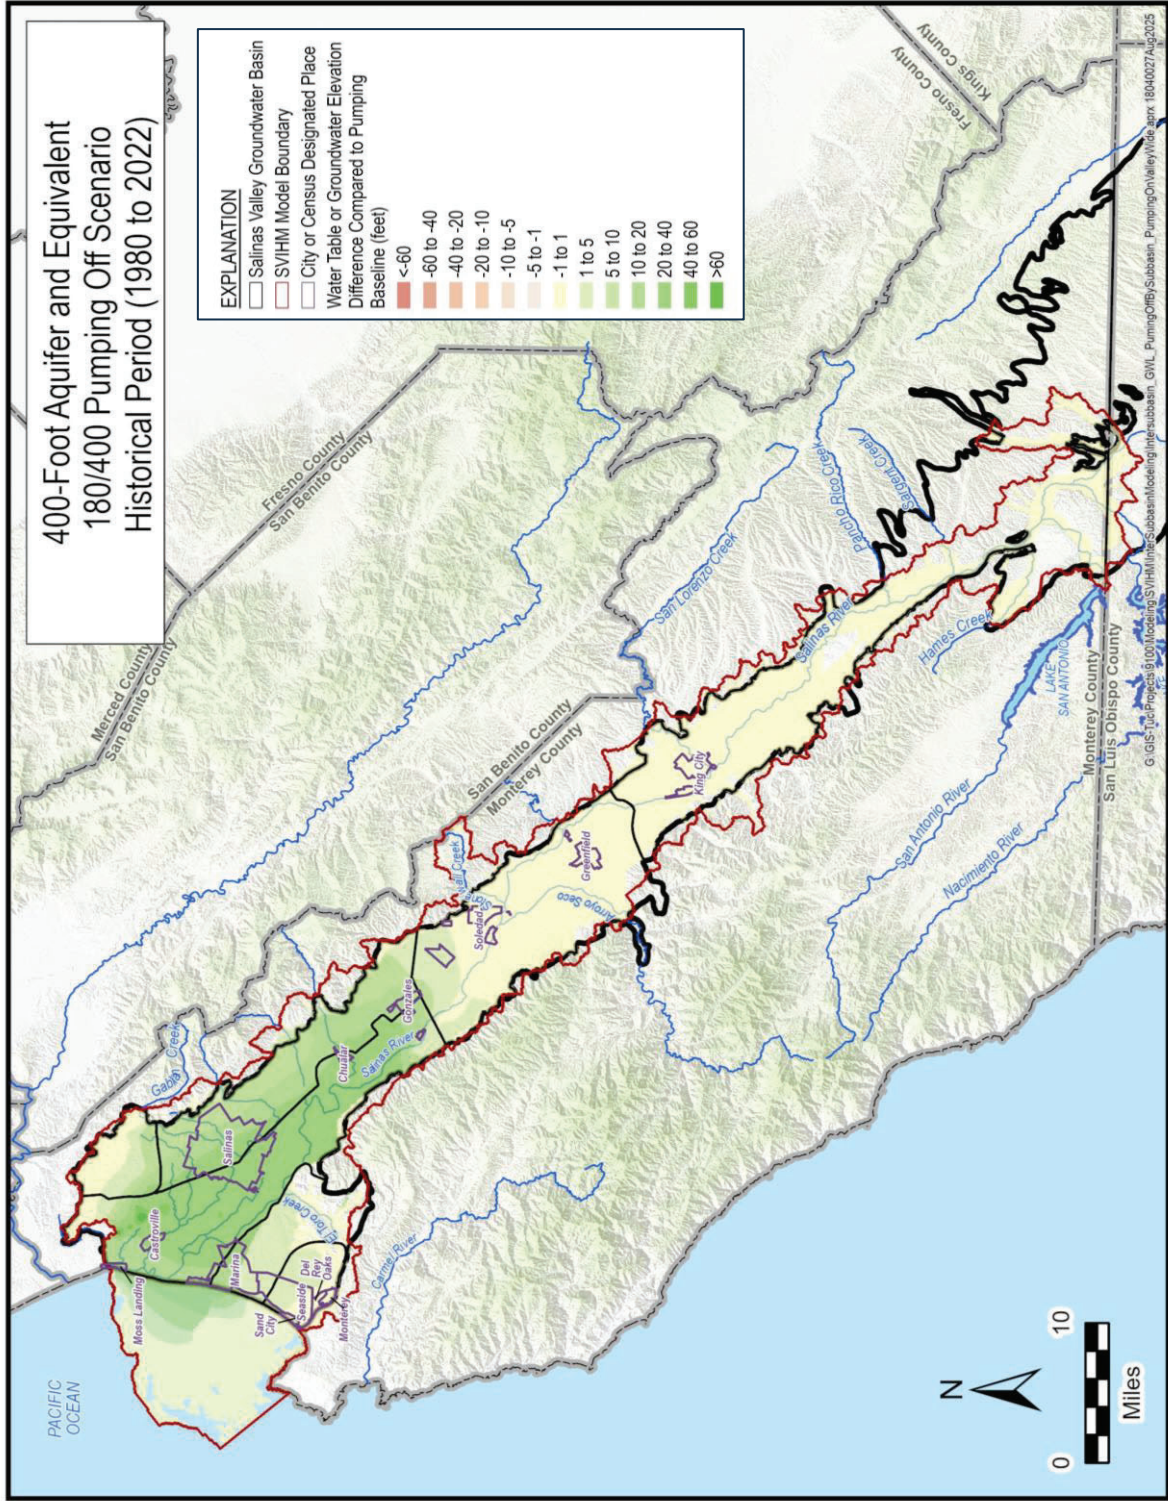 400-Foot Aquifer and Equivalent
180/400 Pumping Off Scenario
Historical Period (1980 to 2022)
EXPLANATION
Salinas Valley Groundwater Basin
SVIHM Model Boundary
City or Census Designated Place
Water Table or Groundwater Elevation
Difference Compared to Pumping
Baseline (feet)
<-60
-60 to -40
-40 to -20
-20 to -10
-10 to -5
-5 to -1
-1 to 1
1 to 5
5 to 10
10 to 20
20 to 40
40 to 60
>60
Merced County
San Benito County
Fresno County
San Benito County
Fresno County
Kings County
San Benito County
Monterey County
Monterey County
San Luis Obispo County
PACIFIC
OCEAN
Moss Landing
Castroville
Salinas
Marina
Sand
City
Seaside
Del
Rey
Oaks
Monterey
Chualar
Gonzales
Soledad
Greenfield
King City
Gabilan Creek
Salinas River
El Toro Creek
Carmel River
Stonewall Creek
Arroyo Seco
San Lorenzo Creek
Pancho Rico Creek
Sargent Creek
Salinas River
Hames Creek
LAKE
SAN ANTONIO
San Antonio River
Nacimiento River
N
0
10
Miles